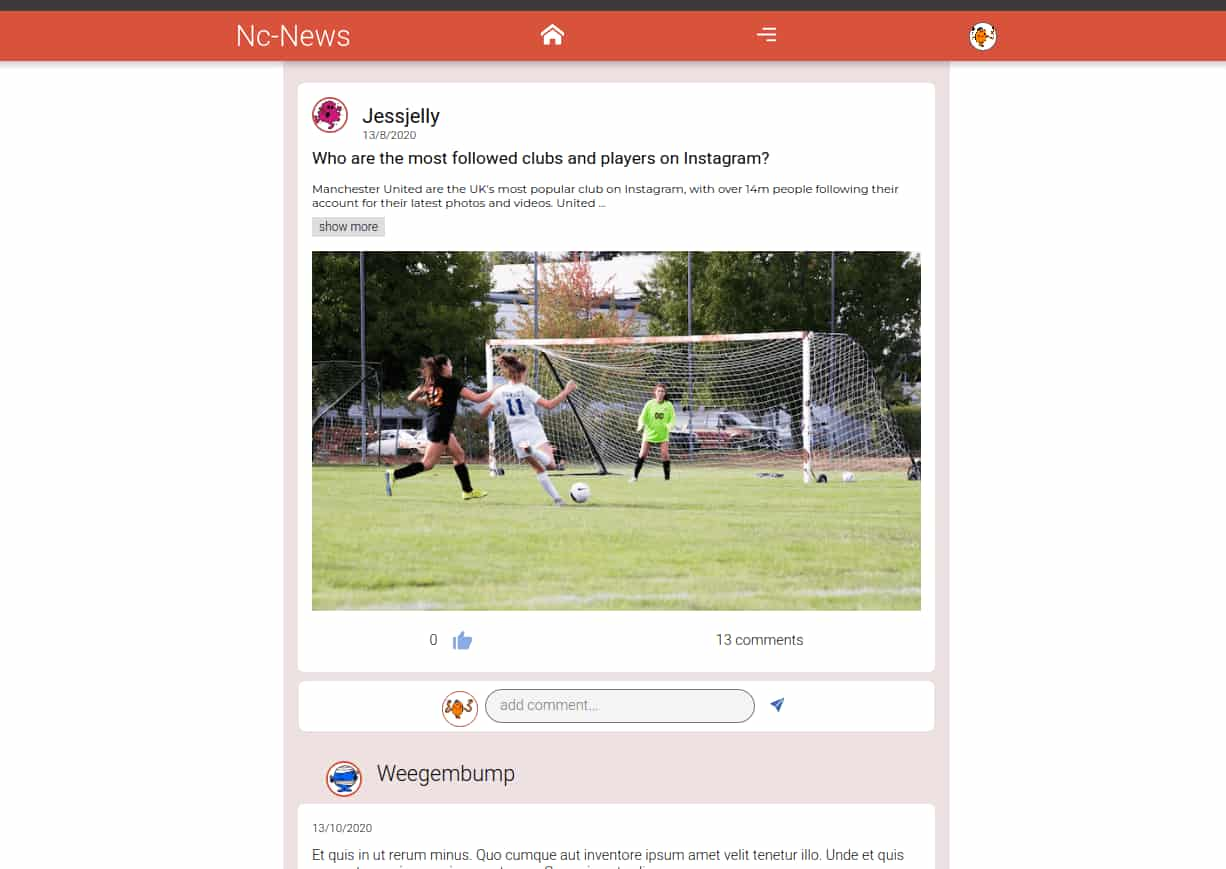 Nc-News
Jessjelly
13/8/2020
Who are the most followed clubs and players on Instagram?
Manchester United are the UK's most popular club on Instagram, with over 14m people following their
account for their latest photos and videos. United ...
show more
11
00
0
13 comments
add comment...
Weegembump
13/10/2020
Et quis in ut rerum minus. Quo cumque aut inventore ipsum amet velit tenetur illo. Unde et quis